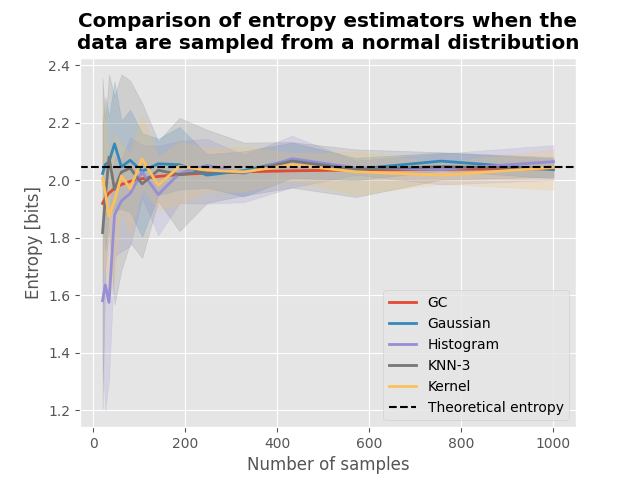 Comparison of entropy estimators when the
data are sampled from a normal distribution
2.4
2.2
2.0
1.8
1.6
1.4
1.2
Entropy [bits]
GC
Gaussian
Histogram
KNN-3
Kernel
Theoretical entropy
0 200 400 600 800 1000
Number of samples